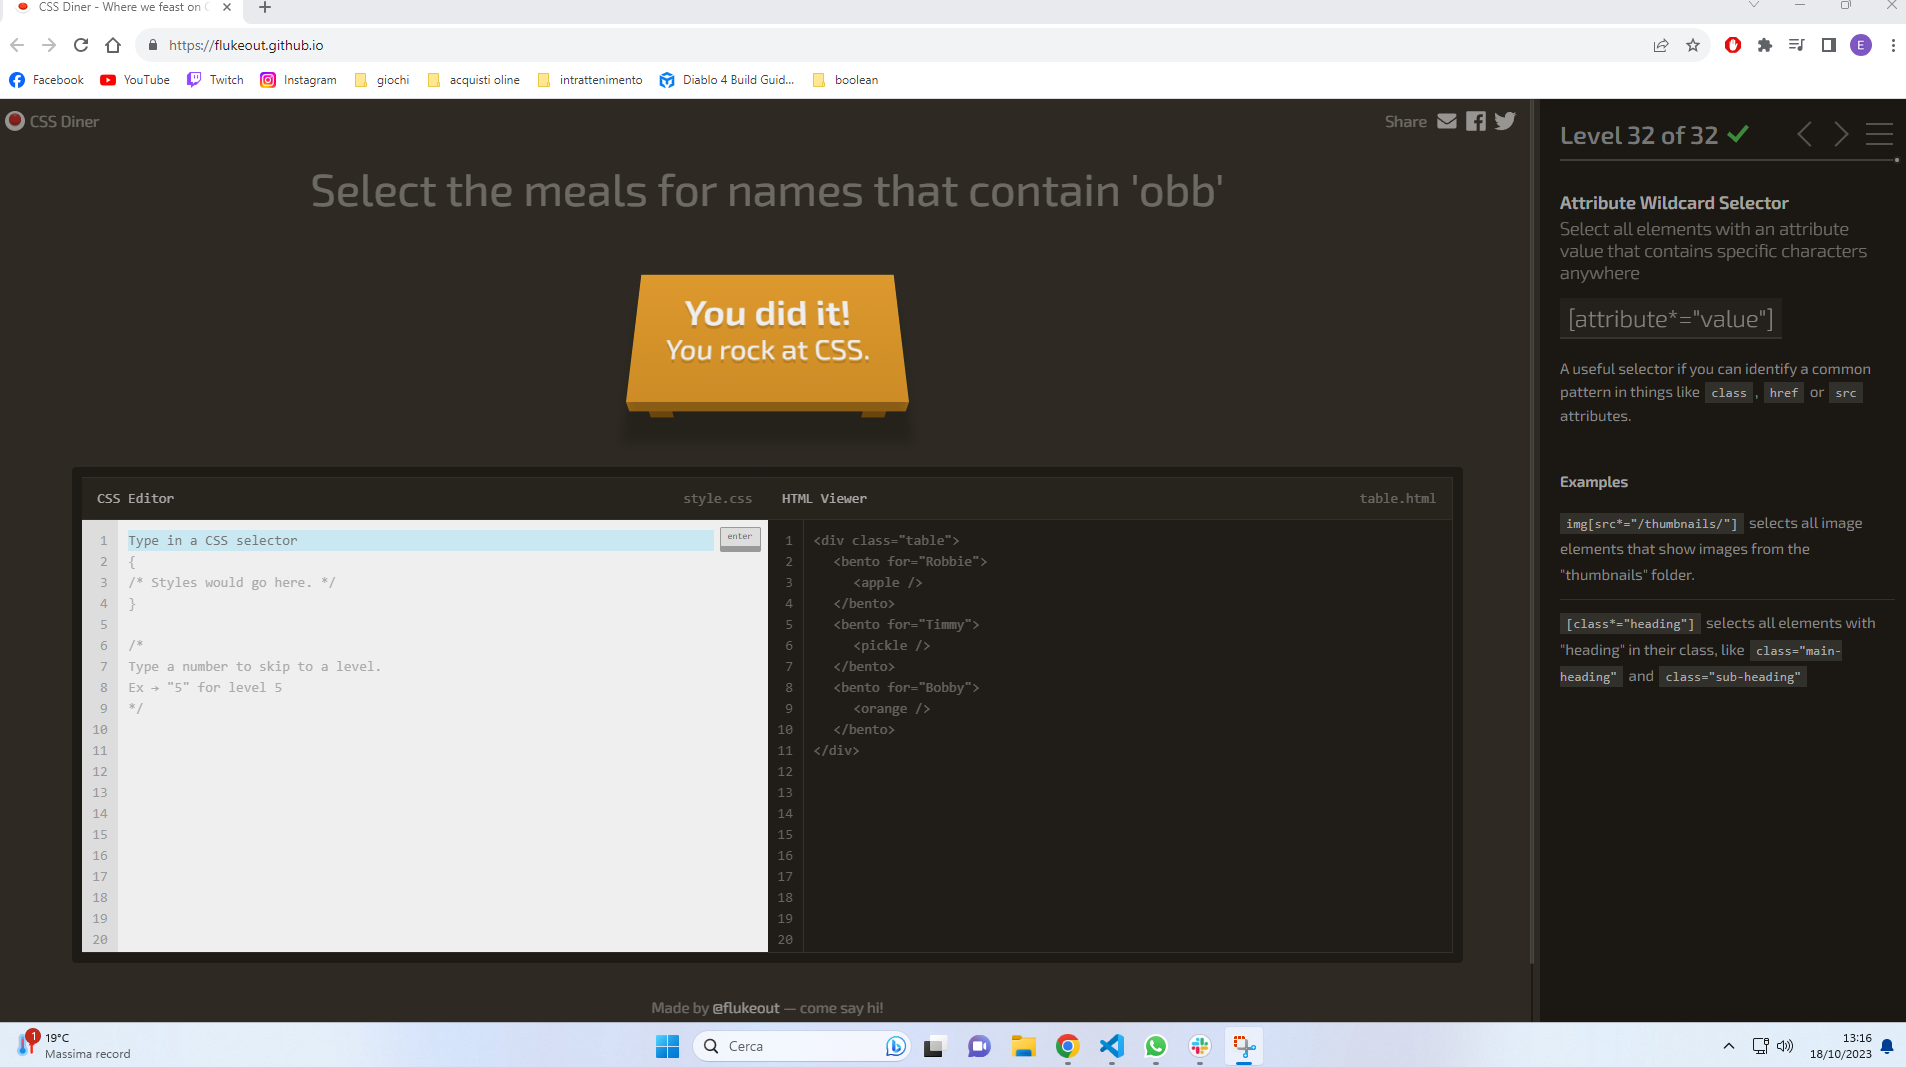 CSS Diner - Where we feast on
https://flukeout.github.io
E
Facebook
YouTube
Twitch
Instagram
giochi
acquisti oline
intrattenimento
Diablo 4 Build Guid...
boolean
CSS Diner
Share
Select the meals for names that contain 'obb'
You did it!
You rock at CSS.
CSS Editor
style.css
HTML Viewer
table.html
1 Type in a CSS selector
enter
2 {
3 /* Styles would go here. */
4 }
5
6 /*
7 Type a number to skip to a level.
8 Ex → "5" for level 5
9 */
10
11
12
13
14
15
16
17
18
19
20
1 <div class="table">
2 <bento for="Robbie">
3 <apple />
4 </bento>
5 <bento for="Timmy">
6 <pickle />
7 </bento>
8 <bento for="Bobby">
9 <orange />
10 </bento>
11 </div>
12
13
14
15
16
17
18
19
20
Made by @flukeout — come say hi!
Level 32 of 32
Attribute Wildcard Selector
Select all elements with an attribute
value that contains specific characters
anywhere
[attribute*="value"]
A useful selector if you can identify a common
pattern in things like class , href or src
attributes.
Examples
img[src*="/thumbnails/"] selects all image
elements that show images from the
"thumbnails" folder.
[class*="heading"] selects all elements with
"heading" in their class, like class="main-
heading" and class="sub-heading"
1
19°C
Massima record
Cerca
13:16
18/10/2023